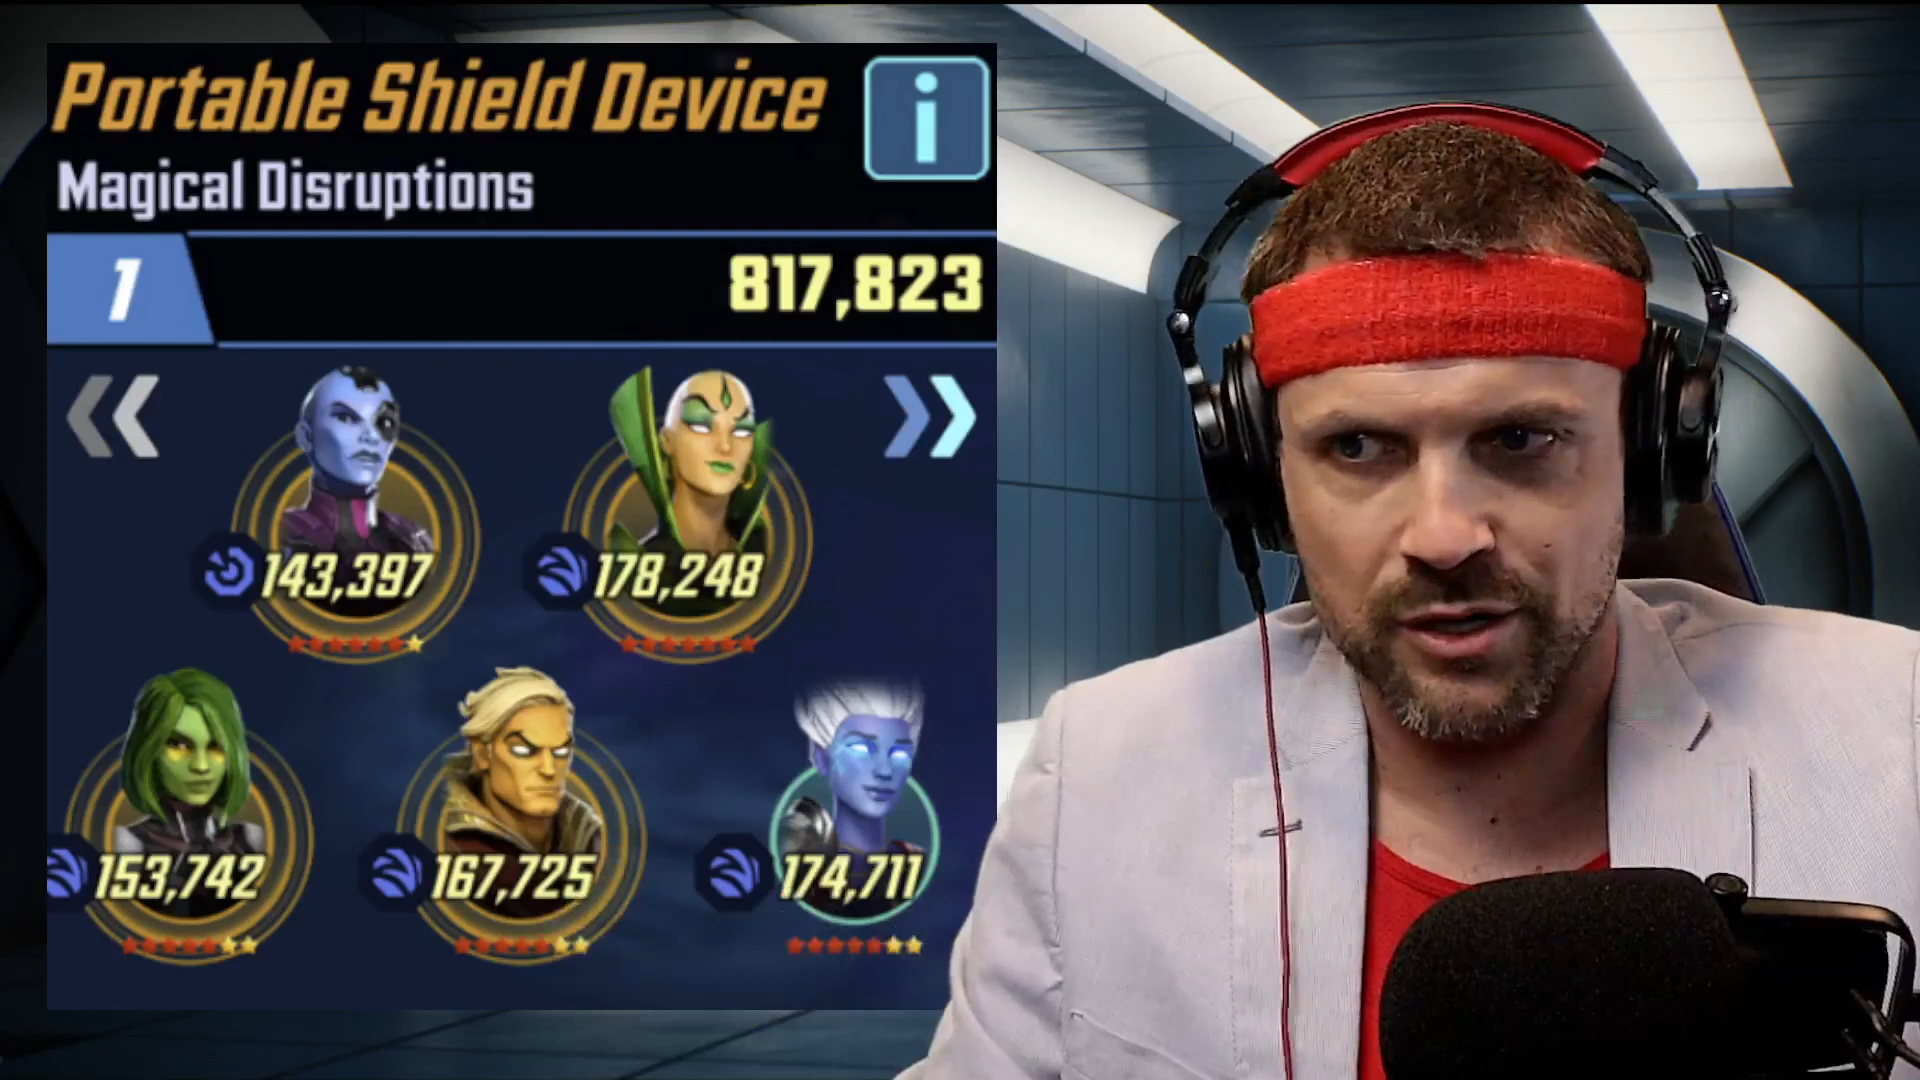 Portable Shield Device
i
Magical Disruptions
1
817,823
143,397
178,248
153,742
167,725
174,711